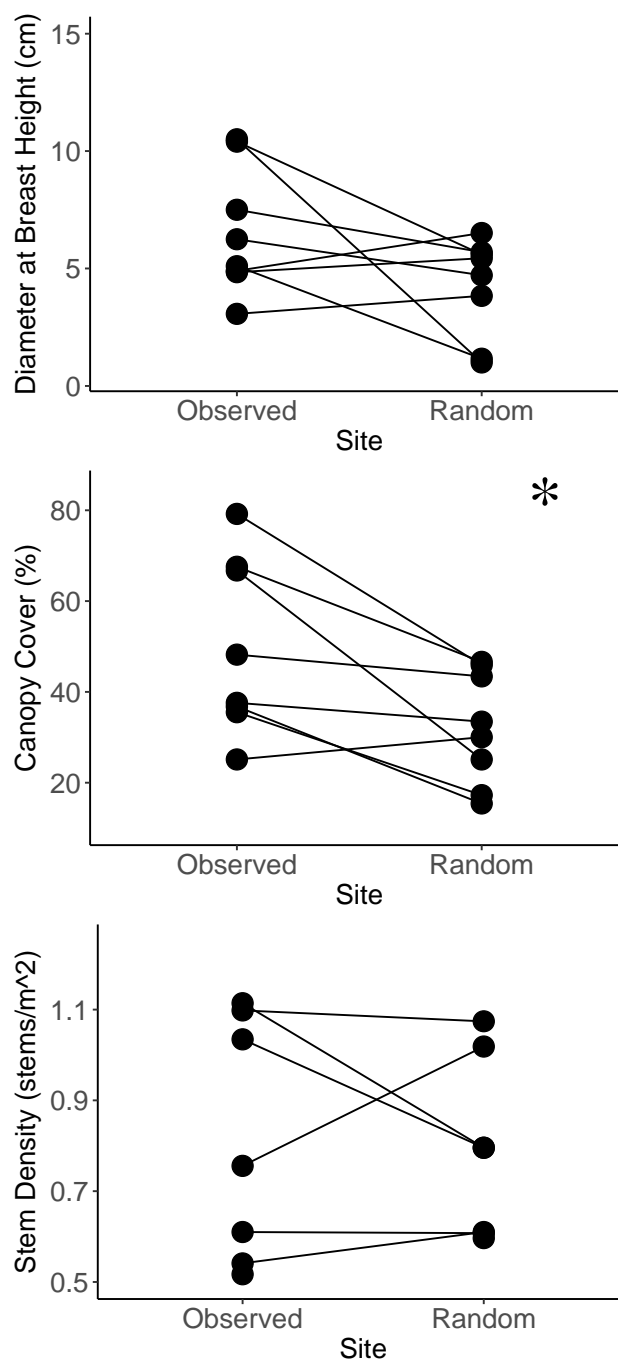 Diameter at Breast Height (cm)
15
10
5
0
Observed Random
Site
*
Canopy Cover (%)
80
60
40
20
Observed Random
Site
Stem Density (stems/m^2)
1.1
0.9
0.7
0.5
Observed Random
Site